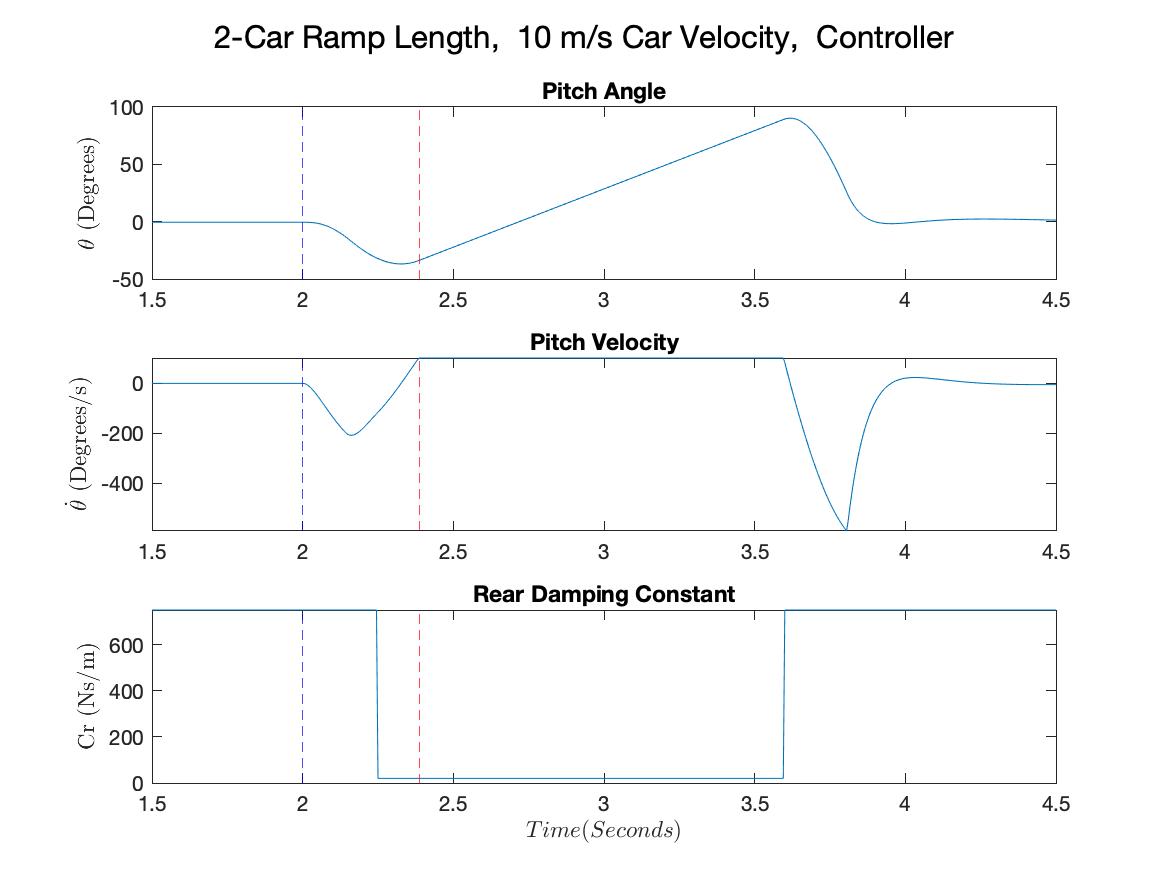 2-Car Ramp Length,  10 m/s Car Velocity,  Controller
Pitch Angle
θ (Degrees)
100
50
0
-50
1.5 2 2.5 3 3.5 4 4.5
Pitch Velocity
θ̇ (Degrees/s)
0
-200
-400
1.5 2 2.5 3 3.5 4 4.5
Rear Damping Constant
Cr (Ns/m)
600
400
200
0
1.5 2 2.5 3 3.5 4 4.5
Time(Seconds)